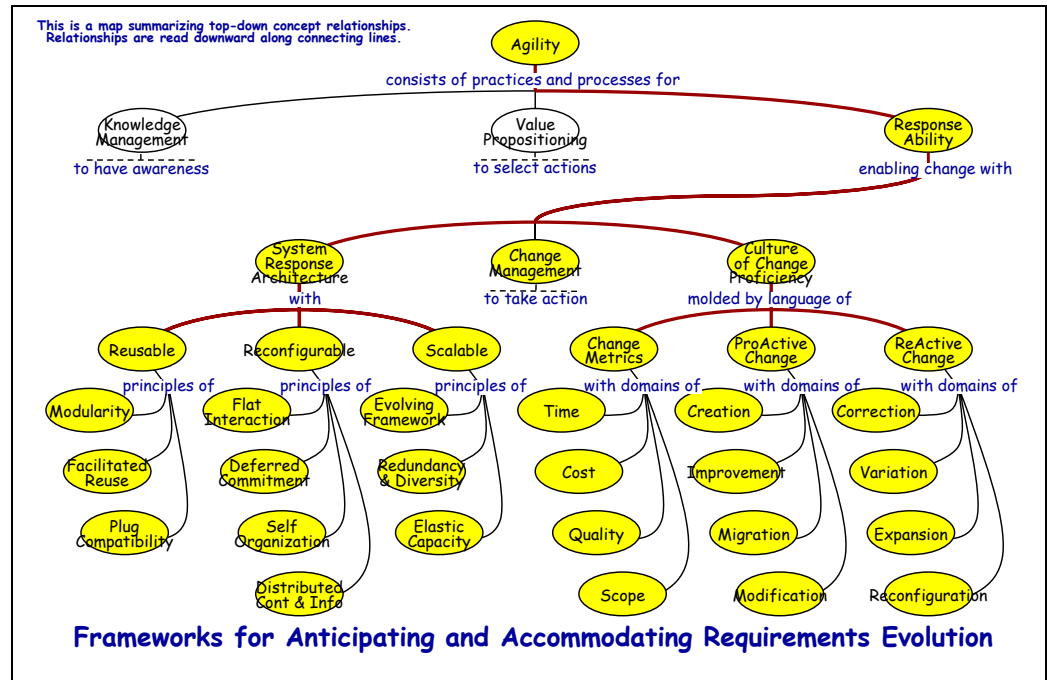 This is a map summarizing top-down concept relationships.
Relationships are read downward along connecting lines.
Agility
consists of practices and processes for
Knowledge
Management
Value
Propositioning
Response
Ability
to have awareness
to select actions
enabling change with
System
Response
Architecture
Change
Management
Culture
of Change
Proficiency
with
to take action
molded by language of
Reusable
Reconfigurable
Scalable
Change
Metrics
ProActive
Change
ReActive
Change
principles of
principles of
principles of
with domains of
with domains of
with domains of
Modularity
Flat
Interaction
Evolving
Framework
Time
Creation
Correction
Facilitated
Reuse
Deferred
Commitment
Redundancy
& Diversity
Cost
Improvement
Variation
Plug
Compatibility
Self
Organization
Elastic
Capacity
Quality
Migration
Expansion
Distributed
Cont & Info
Scope
Modification
Reconfiguration
Frameworks for Anticipating and Accommodating Requirements Evolution